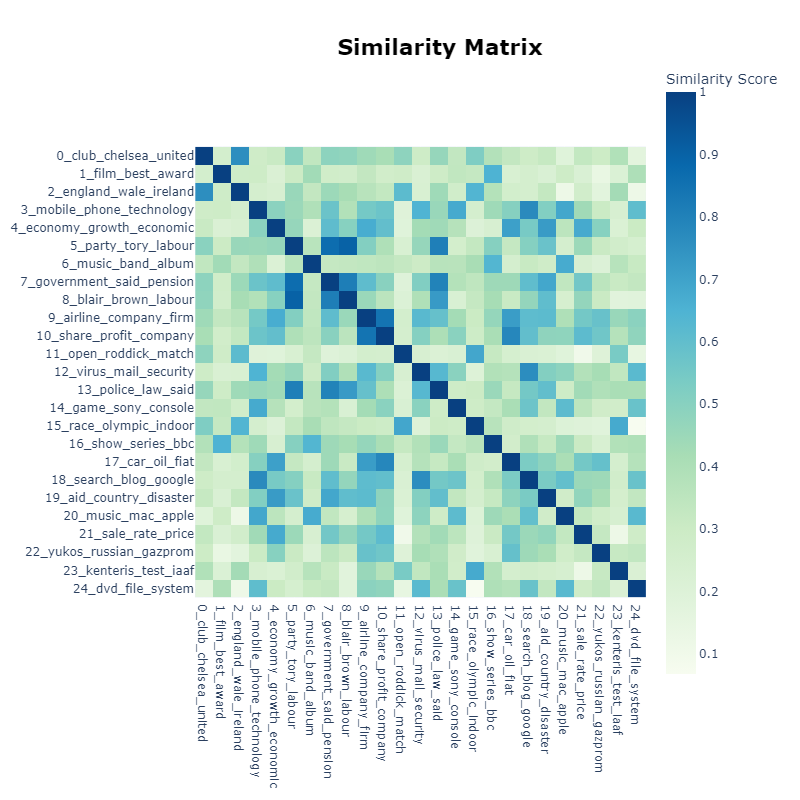 Similarity Matrix
Similarity Score
1
0.9
0.8
0.7
0.6
0.5
0.4
0.3
0.2
0.1
0_club_chelsea_united
1_film_best_award
2_england_wale_ireland
3_mobile_phone_technology
4_economy_growth_economic
5_party_tory_labour
6_music_band_album
7_government_said_pension
8_blair_brown_labour
9_airline_company_firm
10_share_profit_company
11_open_roddick_match
12_virus_mail_security
13_police_law_said
14_game_sony_console
15_race_olympic_indoor
16_show_series_bbc
17_car_oil_fiat
18_search_blog_google
19_aid_country_disaster
20_music_mac_apple
21_sale_rate_price
22_yukos_russian_gazprom
23_kenteris_test_iaaf
24_dvd_file_system
0_club_chelsea_united
1_film_best_award
2_england_wale_ireland
3_mobile_phone_technology
4_economy_growth_economic
5_party_tory_labour
6_music_band_album
7_government_said_pension
8_blair_brown_labour
9_airline_company_firm
10_share_profit_company
11_open_roddick_match
12_virus_mail_security
13_police_law_said
14_game_sony_console
15_race_olympic_indoor
16_show_series_bbc
17_car_oil_fiat
18_search_blog_google
19_aid_country_disaster
20_music_mac_apple
21_sale_rate_price
22_yukos_russian_gazprom
23_kenteris_test_iaaf
24_dvd_file_system